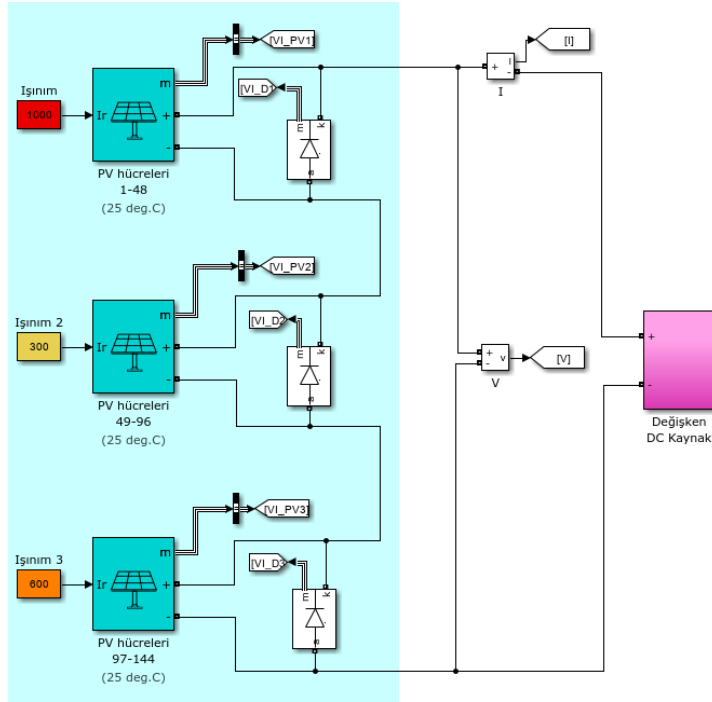 [VI_PV1]
[I]
Işınım
1000
Ir
m
+
-
PV hücreleri
1-48
(25 deg.C)
[VI_D1
m
k
a
+
-
I
I
[VI_PV2]
Işınım 2
300
Ir
m
+
-
PV hücreleri
49-96
(25 deg.C)
[VI_D2
m
k
a
+
-
v
V
[V]
+
-
Değişken
DC Kaynak
[VI_PV3]
Işınım 3
600
Ir
m
+
-
PV hücreleri
97-144
(25 deg.C)
[VI_D3
m
k
a